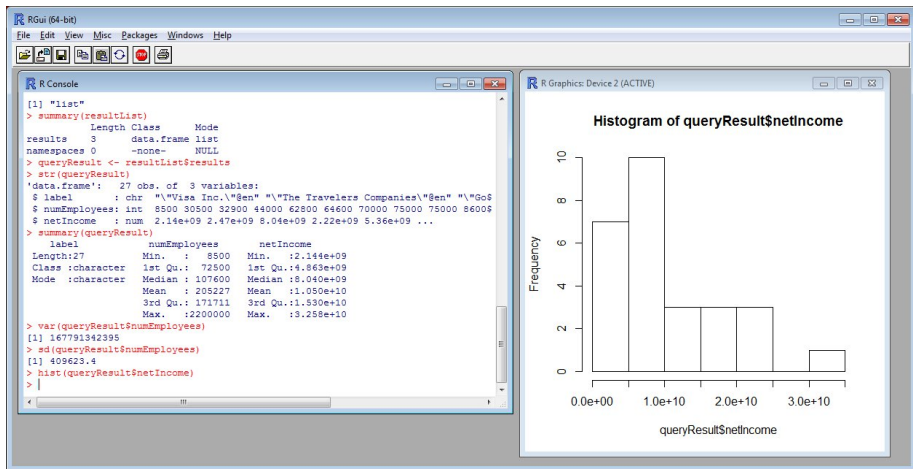 RGui (64-bit)
File Edit View Misc Packages Windows Help
STOP
R Console
[1] "list"
> summary(resultList)
           Length Class      Mode
results    3      data.frame list
namespaces 0      -none-     NULL
> queryResult <- resultList$results
> str(queryResult)
'data.frame':   27 obs. of  3 variables:
 $ label       : chr  "\"Visa Inc.\"@en" "\"The Travelers Companies\"@en" "\"Go$
 $ numEmployees: int  8500 30500 32900 44000 62800 64600 70000 75000 75000 8600$
 $ netIncome   : num  2.14e+09 2.47e+09 8.04e+09 2.22e+09 5.36e+09 ...
> summary(queryResult)
    label            numEmployees       netIncome
 Length:27          Min.   :   8500   Min.   :2.144e+09
 Class :character   1st Qu.:  72500   1st Qu.:4.863e+09
 Mode  :character   Median : 107600   Median :8.040e+09
                    Mean   : 205227   Mean   :1.050e+10
                    3rd Qu.: 171711   3rd Qu.:1.530e+10
                    Max.   :2200000   Max.   :3.258e+10
> var(queryResult$numEmployees)
[1] 167791342395
> sd(queryResult$numEmployees)
[1] 409623.4
> hist(queryResult$netIncome)
>
R Graphics: Device 2 (ACTIVE)
Histogram of queryResult$netIncome
Frequency
10
8
6
4
2
0
0.0e+00 1.0e+10 2.0e+10 3.0e+10
queryResult$netIncome